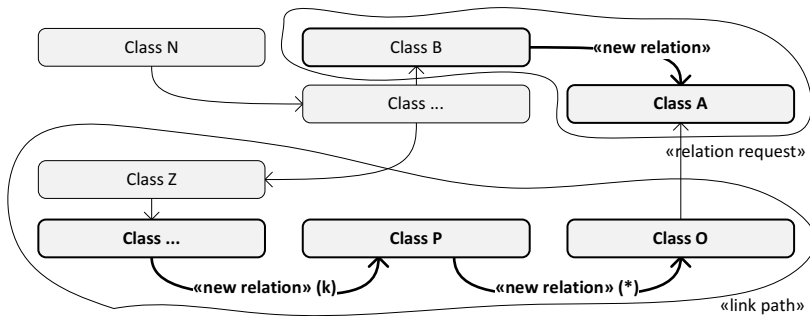 Class N
Class B
«new relation»
Class ...
Class A
«relation request»
Class Z
Class ...
Class P
Class O
«new relation» (k)
«new relation» (*)
«link path»